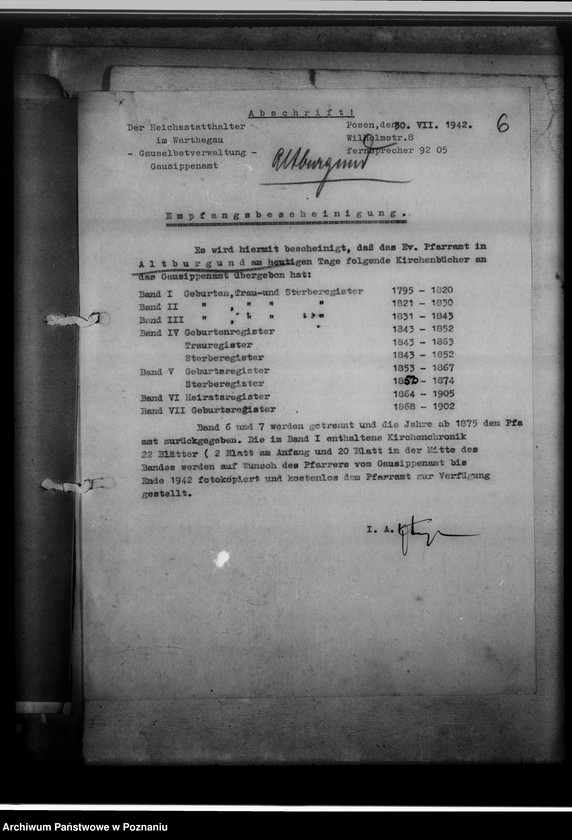 Abschrift!
Der Reichsstatthalter
im Warthegau
- Gauselbstverwaltung -
Gausippenamt
Posen, den 30. VII. 1942.
Wilhelmstr.8
fernsprecher 92 05
6
Altburgund
Empfangsbescheinigung.
Es wird hiermit bescheinigt, daß das Ev. Pfarramt in
Altburgund am heutigen Tage folgende Kirchenbücher an
das Gausippenamt übergeben hat:
Band I Geburten, Trau-und Sterberegister 1795 - 1820
Band II " , " " " 1821 - 1830
Band III " , " " " 1831 - 1843
Band IV Geburtenregister 1843 - 1852
Trauregister 1843 - 1863
Sterberegister 1843 - 1852
Band V Geburtsregister 1853 - 1867
Sterberegister 1852 - 1874
Band VI Heiratsregister 1864 - 1905
Band VII Geburtsregister 1868 - 1902
Band 6 und 7 werden getrennt und die Jahre ab 1875 dem Pfa
amt zurückgegeben. Die im Band I enthaltene Kirchenchronik
22 Blätter ( 2 Blatt am Anfang und 20 Blatt in der Mitte des
Bandes werden auf Wunsch des Pfarrers vom Gausippenamt bis
Ende 1942 fotokopiert und kostenlos dem Pfarramt zur Verfügung
gestellt.
I. A.
Archiwum Państwowe w Poznaniu